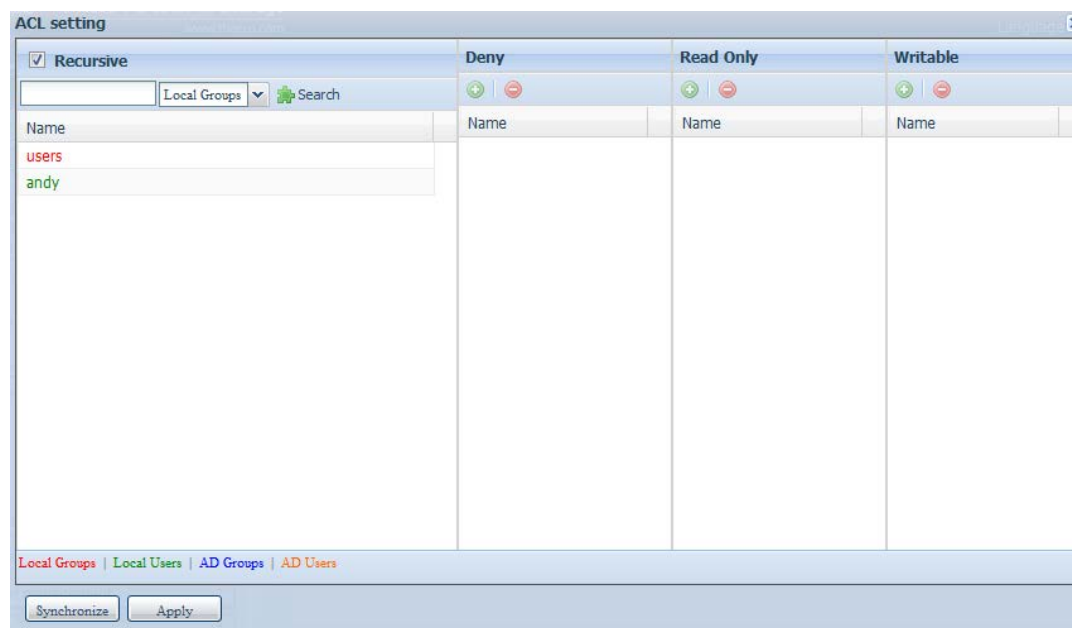 ACL setting
Recursive
Local Groups
Search
Name
users
andy
Deny
Name
Read Only
Name
Writable
Name
Local Groups | Local Users | AD Groups | AD Users
Synchronize
Apply